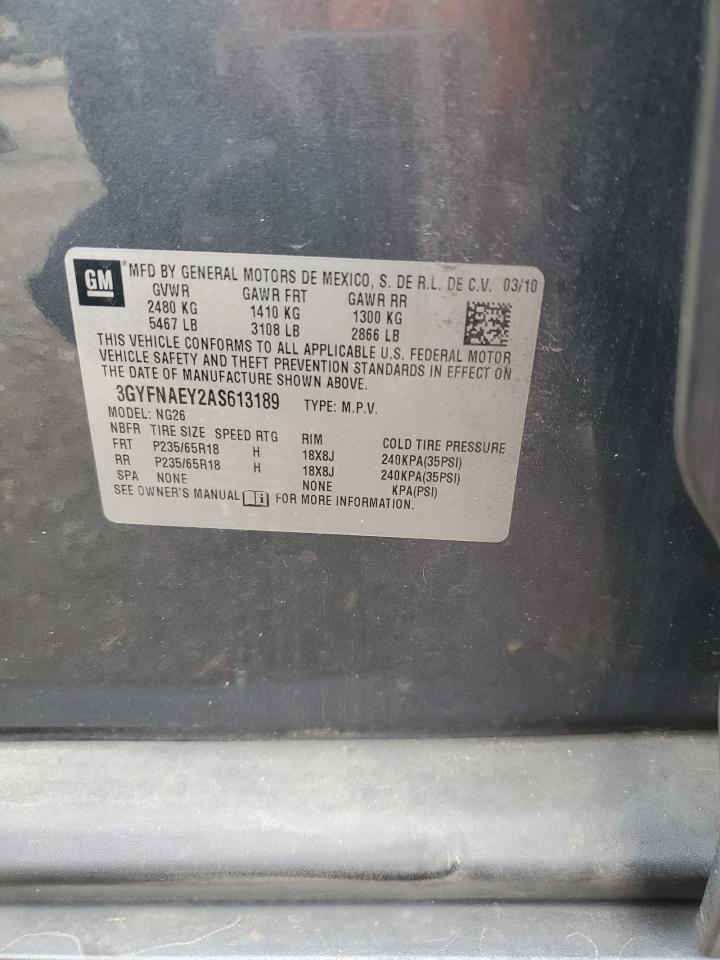 GM
®MFD BY GENERAL MOTORS DE MEXICO, S. DE R.L. DE C.V. 03/10
GVWR GAWR FRT GAWR RR
2480 KG 1410 KG 1300 KG
5467 LB 3108 LB 2866 LB
THIS VEHICLE CONFORMS TO ALL APPLICABLE U.S. FEDERAL MOTOR
VEHICLE SAFETY AND THEFT PREVENTION STANDARDS IN EFFECT ON
THE DATE OF MANUFACTURE SHOWN ABOVE.
3GYFNAEY2AS613189 TYPE: M.P.V.
MODEL: NG26
NBFR TIRE SIZE SPEED RTG RIM COLD TIRE PRESSURE
FRT P235/65R18 H 18X8J 240KPA(35PSI)
RR P235/65R18 H 18X8J 240KPA(35PSI)
SPA NONE NONE KPA(PSI)
SEE OWNER'S MANUAL i FOR MORE INFORMATION.